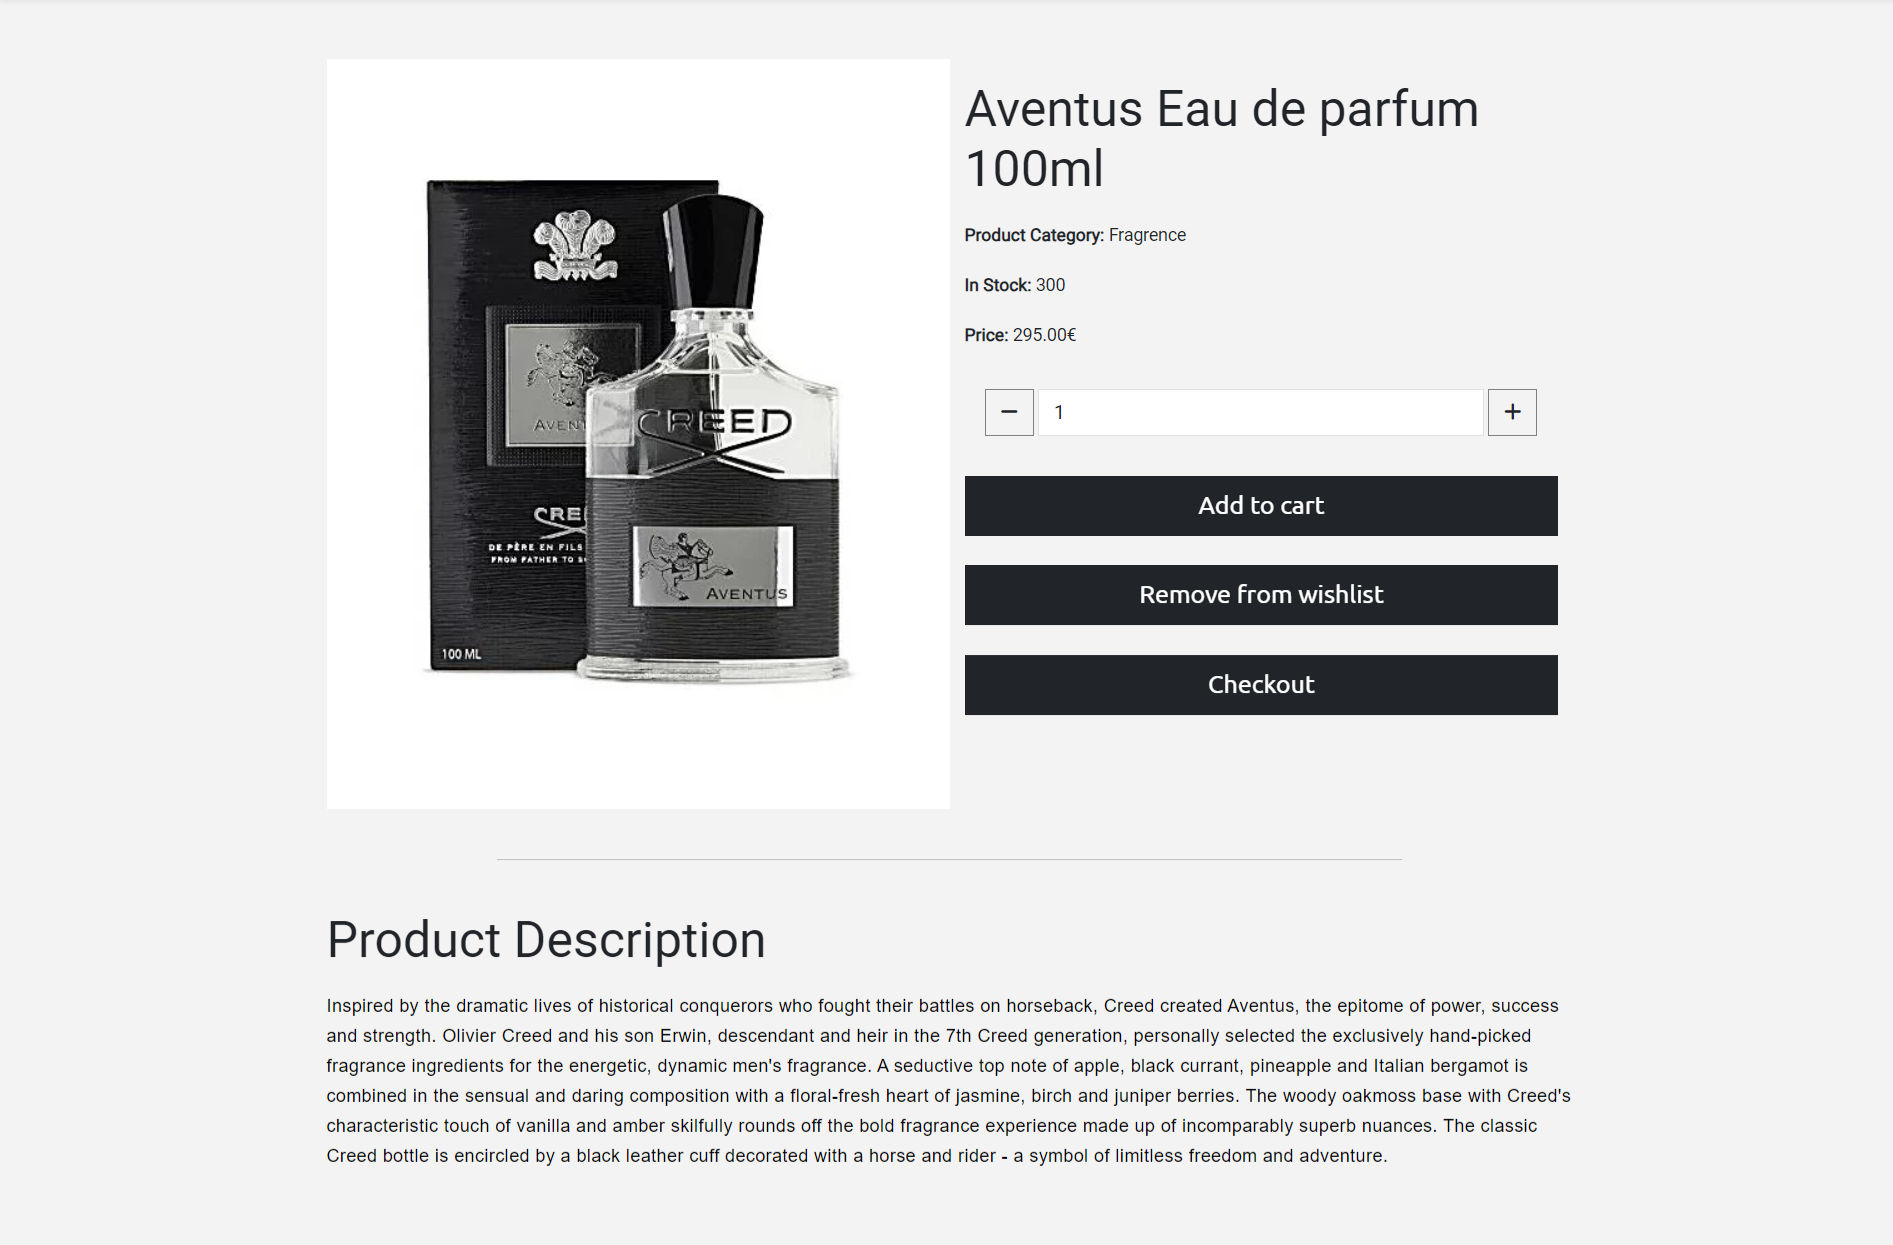 Aventus Eau de parfum
100ml
Product Category: Fragrence
In Stock: 300
Price: 295.00€
− 1 +
Add to cart
Remove from wishlist
Checkout
AVENT
CREED
CREE
DE PÈRE EN FILS
FROM FATHER TO
AVENTUS
100 ML
Product Description
Inspired by the dramatic lives of historical conquerors who fought their battles on horseback, Creed created Aventus, the epitome of power, success
and strength. Olivier Creed and his son Erwin, descendant and heir in the 7th Creed generation, personally selected the exclusively hand-picked
fragrance ingredients for the energetic, dynamic men's fragrance. A seductive top note of apple, black currant, pineapple and Italian bergamot is
combined in the sensual and daring composition with a floral-fresh heart of jasmine, birch and juniper berries. The woody oakmoss base with Creed's
characteristic touch of vanilla and amber skilfully rounds off the bold fragrance experience made up of incomparably superb nuances. The classic
Creed bottle is encircled by a black leather cuff decorated with a horse and rider - a symbol of limitless freedom and adventure.